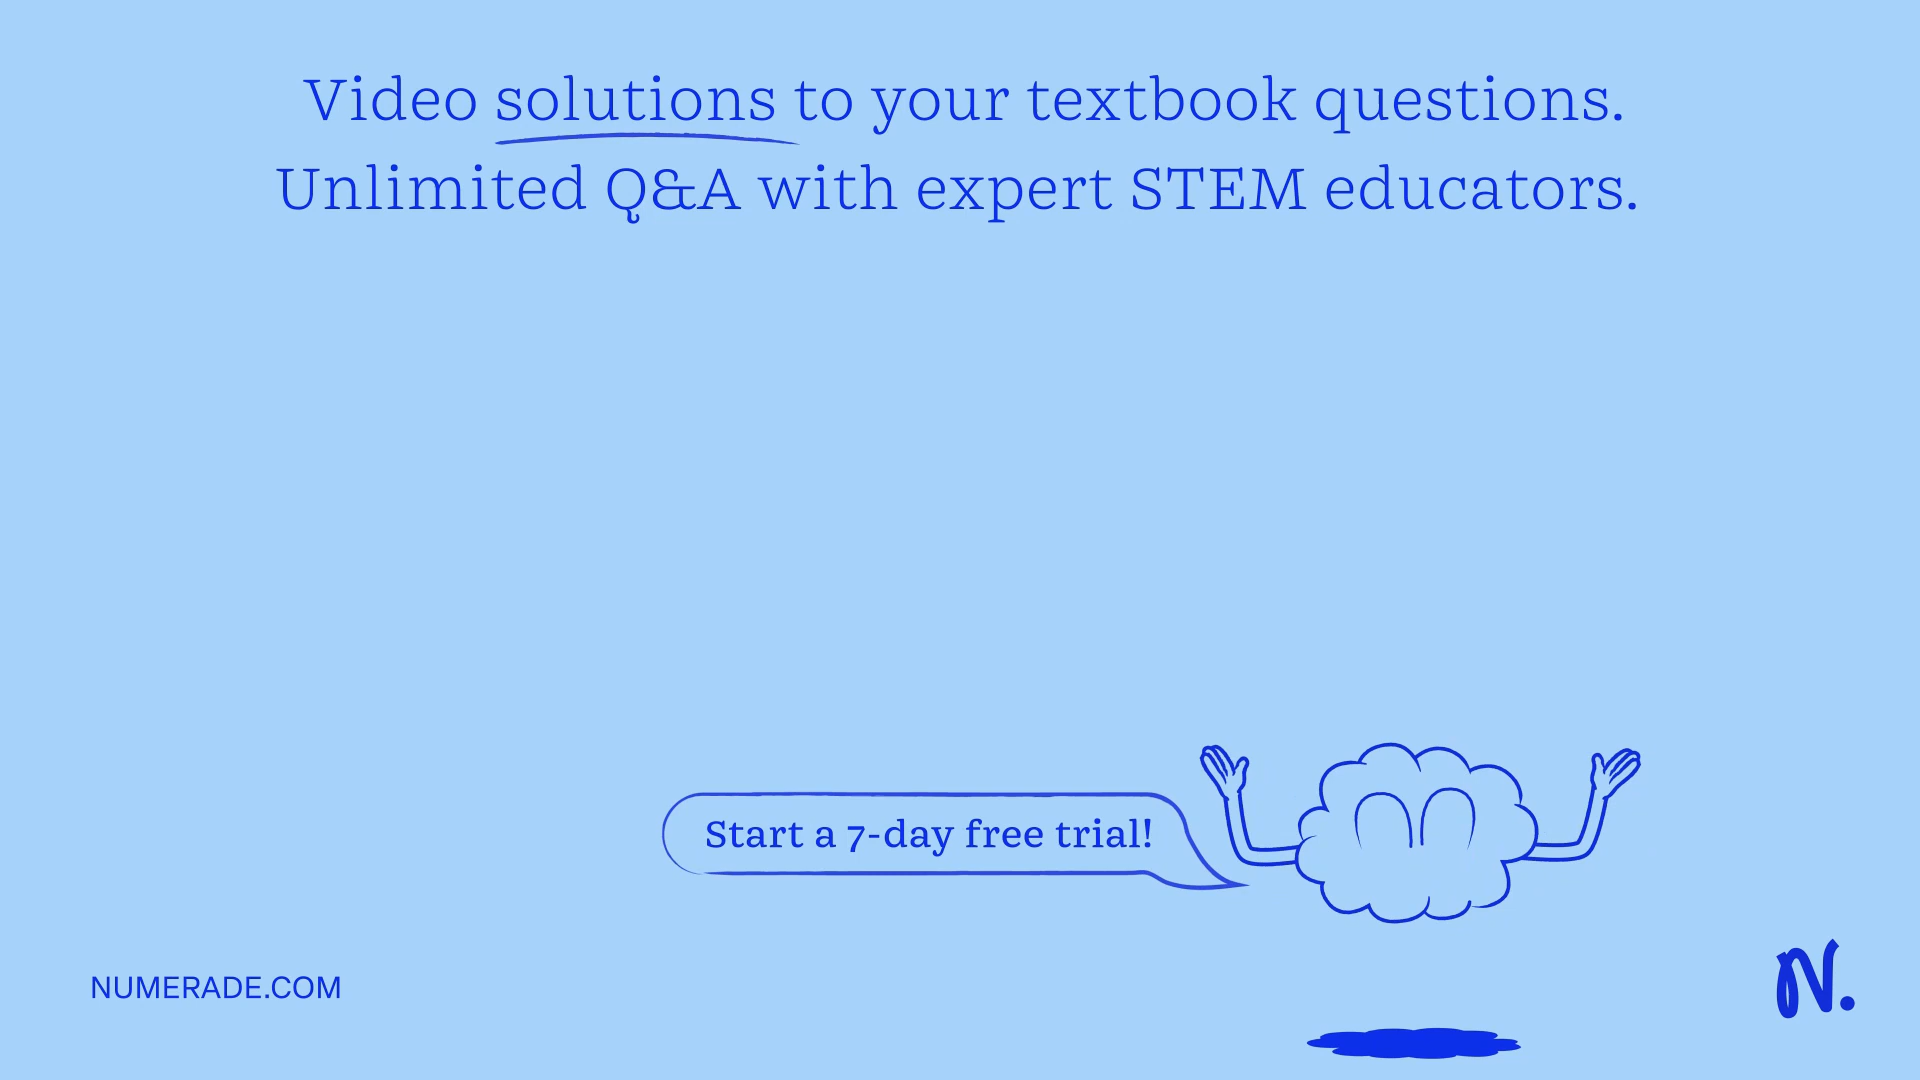 Video solutions to your textbook questions.
Unlimited Q&A with expert STEM educators.
Start a 7-day free trial!
NUMERADE.COM
N.